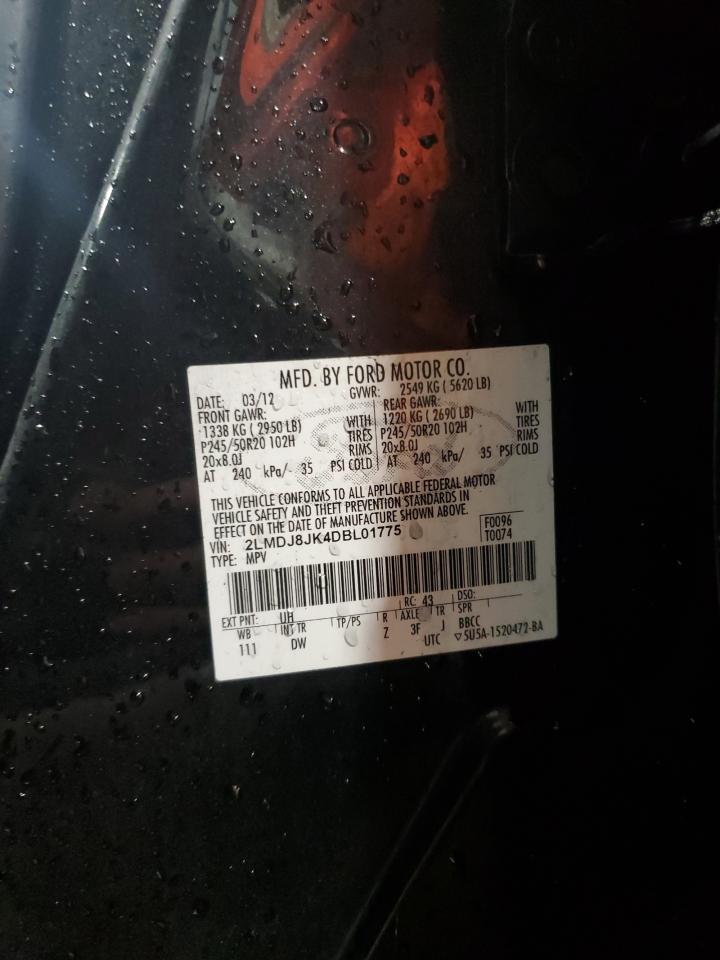 MFD. BY FORD MOTOR CO.
DATE: 03/12 GVWR: 2549 KG ( 5620 LB)
FRONT GAWR: REAR GAWR:
1338 KG ( 2950 LB) WITH 1220 KG ( 2690 LB) WITH
P245/50R20 102H TIRES P245/50R20 102H TIRES
20x8.0J RIMS 20x8.0J RIMS
AT 240 kPa/ 35 PSI COLD AT 240 kPa/ 35 PSI COLD
THIS VEHICLE CONFORMS TO ALL APPLICABLE FEDERAL MOTOR
VEHICLE SAFETY AND THEFT PREVENTION STANDARDS IN
EFFECT ON THE DATE OF MANUFACTURE SHOWN ABOVE.
VIN: 2LMDJ8JK4DBL01775 F0096
TYPE: MPV T0074
EXT PNT: UH RC: 43 DSO:
WB INT TR TP/PS R AXLE TR SPR
111 DW Z 3F J BBCC
UTC ▽5U5A-1520472-BA